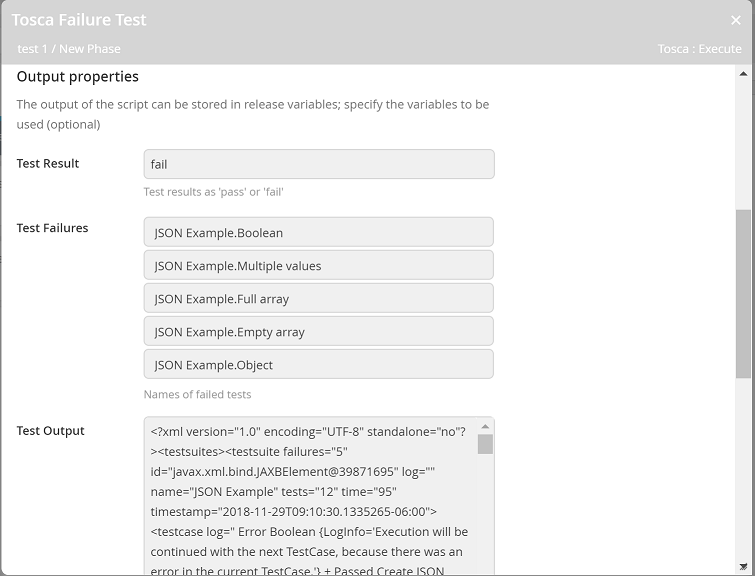 Tosca Failure Test
×
test 1 / New Phase
Tosca : Execute
Output properties
The output of the script can be stored in release variables; specify the variables to be
used (optional)
Test Result
fail
Test results as 'pass' or 'fail'
Test Failures
JSON Example.Boolean
JSON Example.Multiple values
JSON Example.Full array
JSON Example.Empty array
JSON Example.Object
Names of failed tests
Test Output
<?xml version="1.0" encoding="UTF-8" standalone="no"?
><testsuites><testsuite failures="5"
id="javax.xml.bind.JAXBElement@39871695" log=""
name="JSON Example" tests="12" time="95"
timestamp="2018-11-29T09:10:30.1335265-06:00">
<testcase log=" Error Boolean {LogInfo='Execution will be
continued with the next TestCase, because there was an
error in the current TestCase.'} + Passed Create JSON